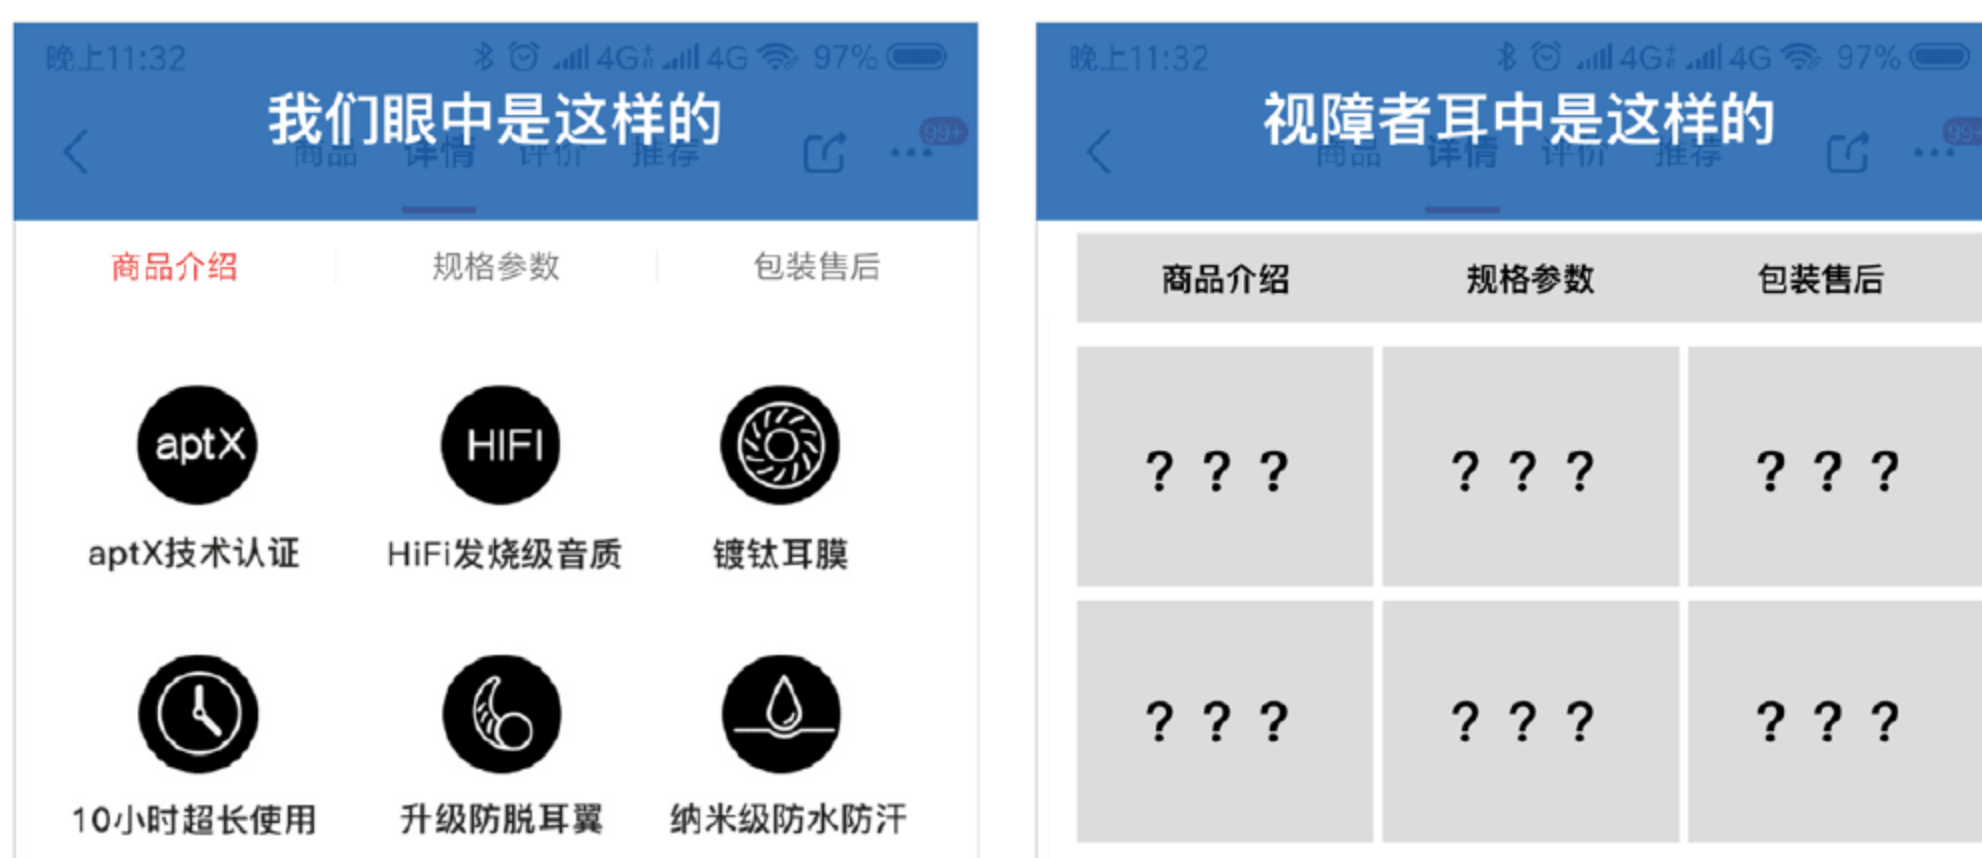 晚上11:32 4G 4G 97%
我们眼中是这样的
商品 详情 评价 推荐 99+
商品介绍 规格参数 包装售后
aptX HIFI
aptX技术认证 HiFi发烧级音质 镀钛耳膜
10小时超长使用 升级防脱耳翼 纳米级防水防汗
晚上11:32 4G 4G 97%
视障者耳中是这样的
商品 详情 评价 推荐 99+
商品介绍 规格参数 包装售后
？？？ ？？？ ？？？
？？？ ？？？ ？？？